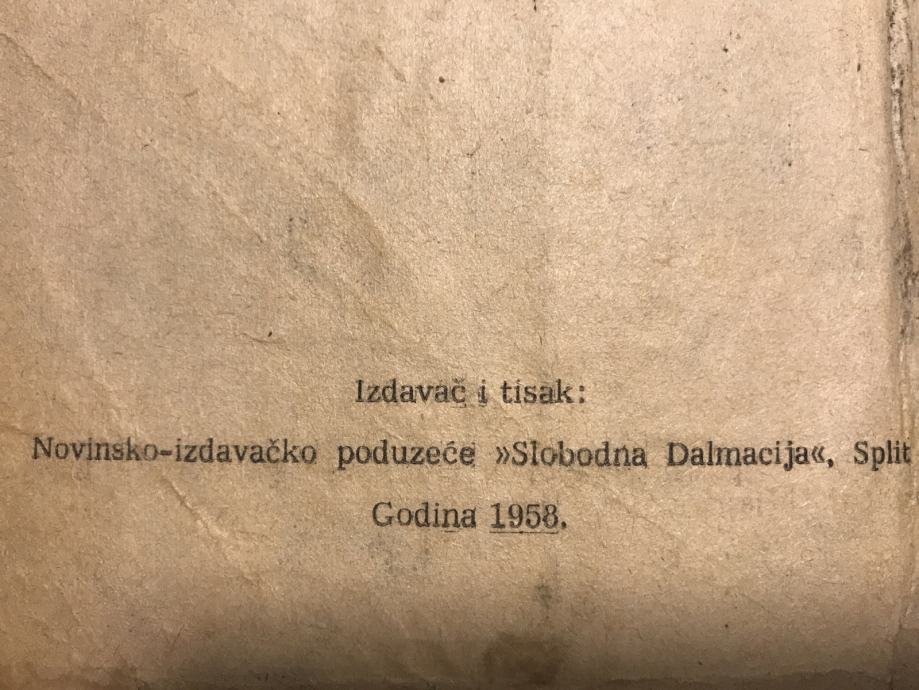 Izdavač i tisak:
Novinsko-izdavačko poduzeće »Slobodna Dalmacija«, Split
Godina 1958.